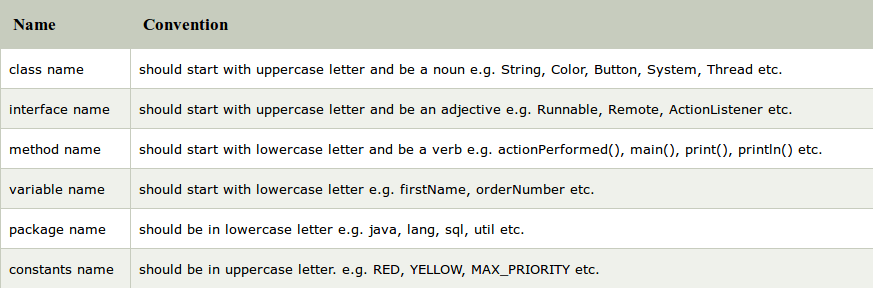 Name Convention
class name should start with uppercase letter and be a noun e.g. String, Color, Button, System, Thread etc.
interface name should start with uppercase letter and be an adjective e.g. Runnable, Remote, ActionListener etc.
method name should start with lowercase letter and be a verb e.g. actionPerformed(), main(), print(), println() etc.
variable name should start with lowercase letter e.g. firstName, orderNumber etc.
package name should be in lowercase letter e.g. java, lang, sql, util etc.
constants name should be in uppercase letter. e.g. RED, YELLOW, MAX_PRIORITY etc.